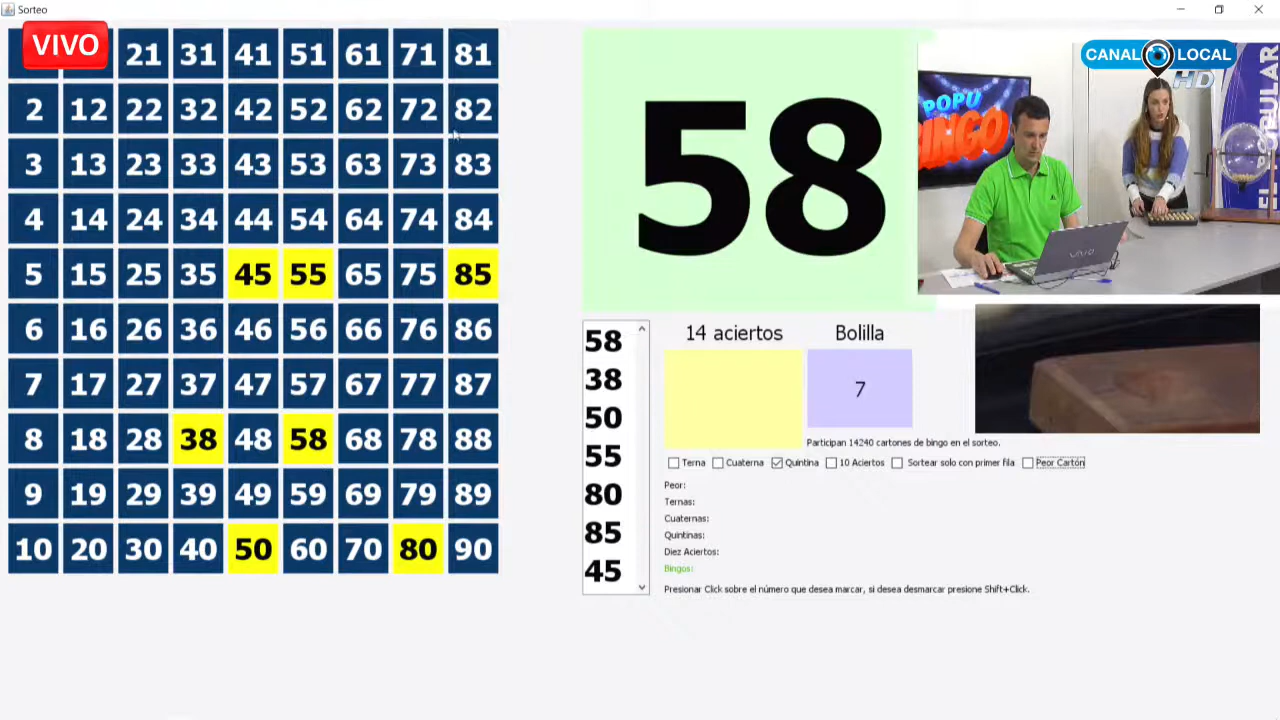 Sorteo
VIVO
21 31 41 51 61 71 81
2 12 22 32 42 52 62 72 82
3 13 23 33 43 53 63 73 83
4 14 24 34 44 54 64 74 84
5 15 25 35 45 55 65 75 85
6 16 26 36 46 56 66 76 86
7 17 27 37 47 57 67 77 87
8 18 28 38 48 58 68 78 88
9 19 29 39 49 59 69 79 89
10 20 30 40 50 60 70 80 90
58
CANAL LOCAL
HD
POPU
BINGO
EL POPULAR
VAIO
58
38
50
55
80
85
45
14 aciertos
Bolilla
7
Participan 14240 cartones de bingo en el sorteo.
Terna Cuaterna Quintina 10 Aciertos Sortear solo con primer fila Peor Cartón
Peor:
Ternas:
Cuaternas:
Quintinas:
Diez Aciertos:
Bingos:
Presionar Click sobre el número que desea marcar, si desea desmarcar presione Shift+Click.